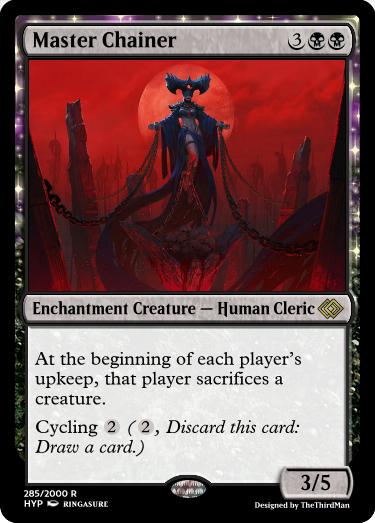 Master Chainer 3
Enchantment Creature — Human Cleric
At the beginning of each player's
upkeep, that player sacrifices a
creature.
Cycling 2 ( 2, Discard this card:
Draw a card.)
3/5
285/2000 R
HYP RINGASURE
Designed by TheThirdMan